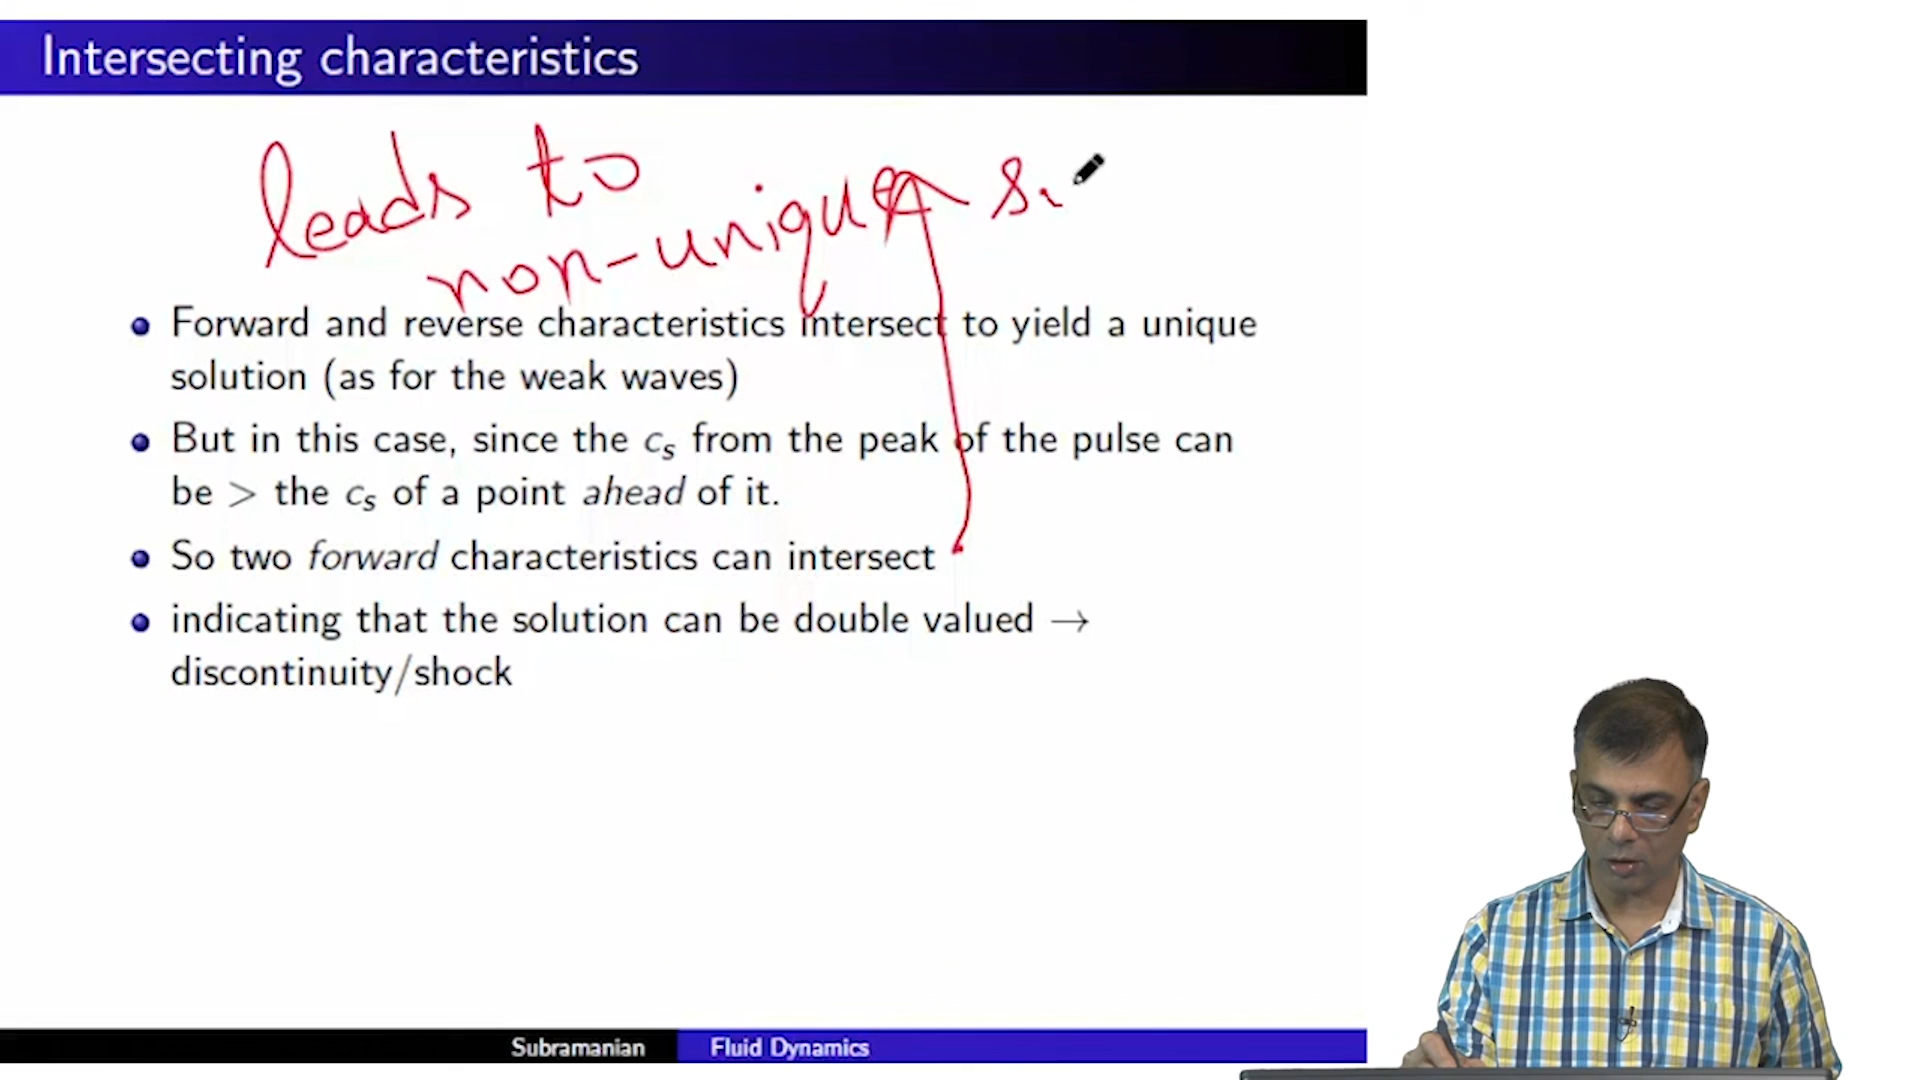 Intersecting characteristics
leads to
non-unique s
Forward and reverse characteristics intersect to yield a unique
solution (as for the weak waves)
But in this case, since the cₛ from the peak of the pulse can
be > the cₛ of a point ahead of it.
So two forward characteristics can intersect
indicating that the solution can be double valued →
discontinuity/shock
Subramanian Fluid Dynamics